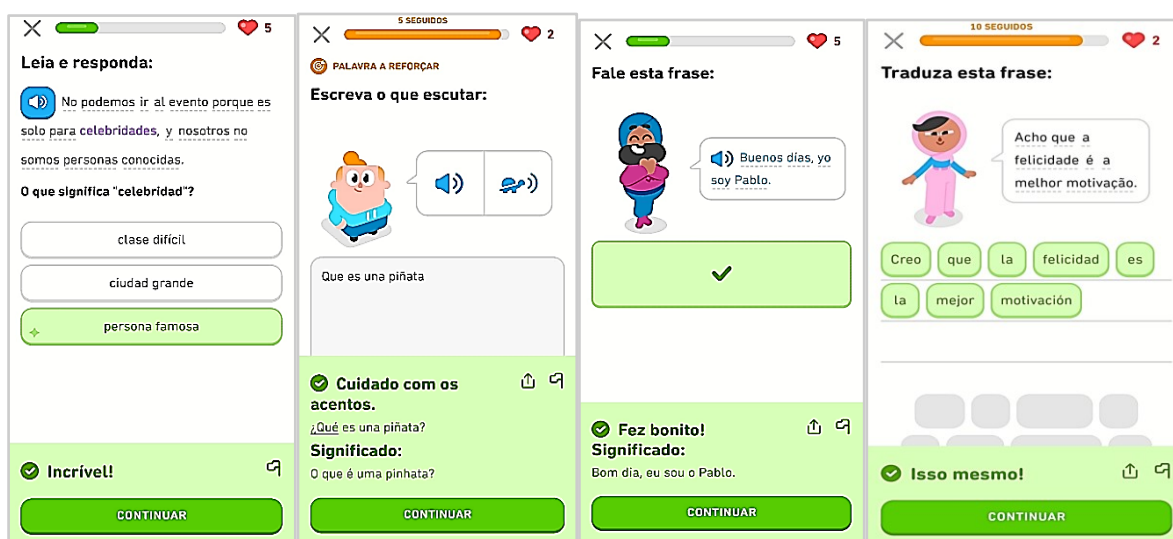 5
Leia e responda:
No podemos ir al evento porque es
solo para celebridades, y nosotros no
somos personas conocidas.
O que significa "celebridad"?
clase difícil
ciudad grande
persona famosa
Incrível!
CONTINUAR
5 SEGUIDOS
2
PALAVRA A REFORÇAR
Escreva o que escutar:
Que es una piñata
Cuidado com os
acentos.
¿Qué es una piñata?
Significado:
O que é uma pinhata?
CONTINUAR
5
Fale esta frase:
Buenos días, yo
soy Pablo.
Fez bonito!
Significado:
Bom dia, eu sou o Pablo.
CONTINUAR
10 SEGUIDOS
2
Traduza esta frase:
Acho que a
felicidade é a
melhor motivação.
Creo que la felicidad es
la mejor motivación
Isso mesmo!
CONTINUAR